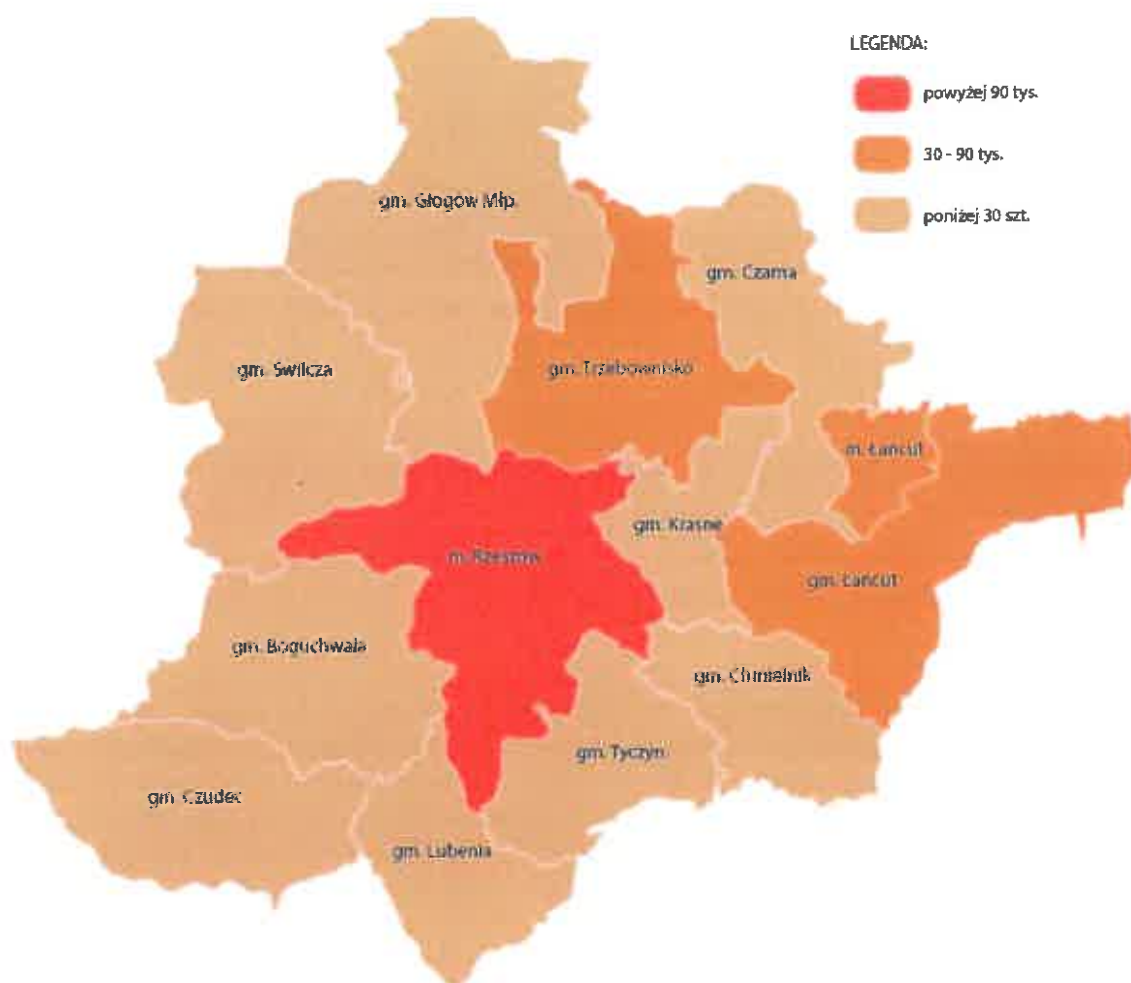 LEGENDA:
powyżej 90 tys.
30 - 90 tys.
poniżej 30 szt.
gm. Głogów Młp.
gm. Czarna
gm. Świlcza
gm. Trzebownisko
m. Łańcut
gm. Krasne
m. Rzeszów
gm. Łańcut
gm. Boguchwała
gm. Chmielnik
gm. Tyczyn
gm. Czudec
gm. Lubenia